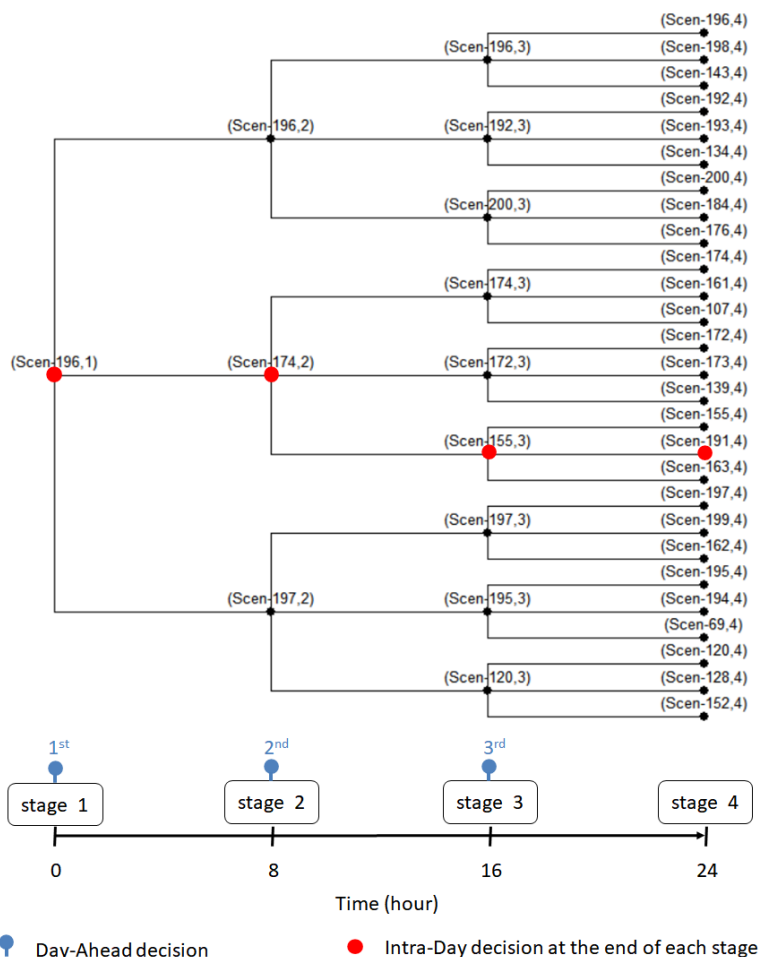 (Scen-196,4)
(Scen-196,3)
(Scen-198,4)
(Scen-143,4)
(Scen-192,4)
(Scen-196,2)
(Scen-192,3)
(Scen-193,4)
(Scen-134,4)
(Scen-200,4)
(Scen-200,3)
(Scen-184,4)
(Scen-176,4)
(Scen-174,4)
(Scen-174,3)
(Scen-161,4)
(Scen-107,4)
(Scen-172,4)
(Scen-196,1)
(Scen-174,2)
(Scen-172,3)
(Scen-173,4)
(Scen-139,4)
(Scen-155,4)
(Scen-155,3)
(Scen-191,4)
(Scen-163,4)
(Scen-197,4)
(Scen-197,3)
(Scen-199,4)
(Scen-162,4)
(Scen-195,4)
(Scen-197,2)
(Scen-195,3)
(Scen-194,4)
(Scen-69,4)
(Scen-120,4)
(Scen-120,3)
(Scen-128,4)
(Scen-152,4)
1st 2nd 3rd
stage 1 stage 2 stage 3 stage 4
0 8 16 24
Time (hour)
Day-Ahead decision Intra-Day decision at the end of each stage